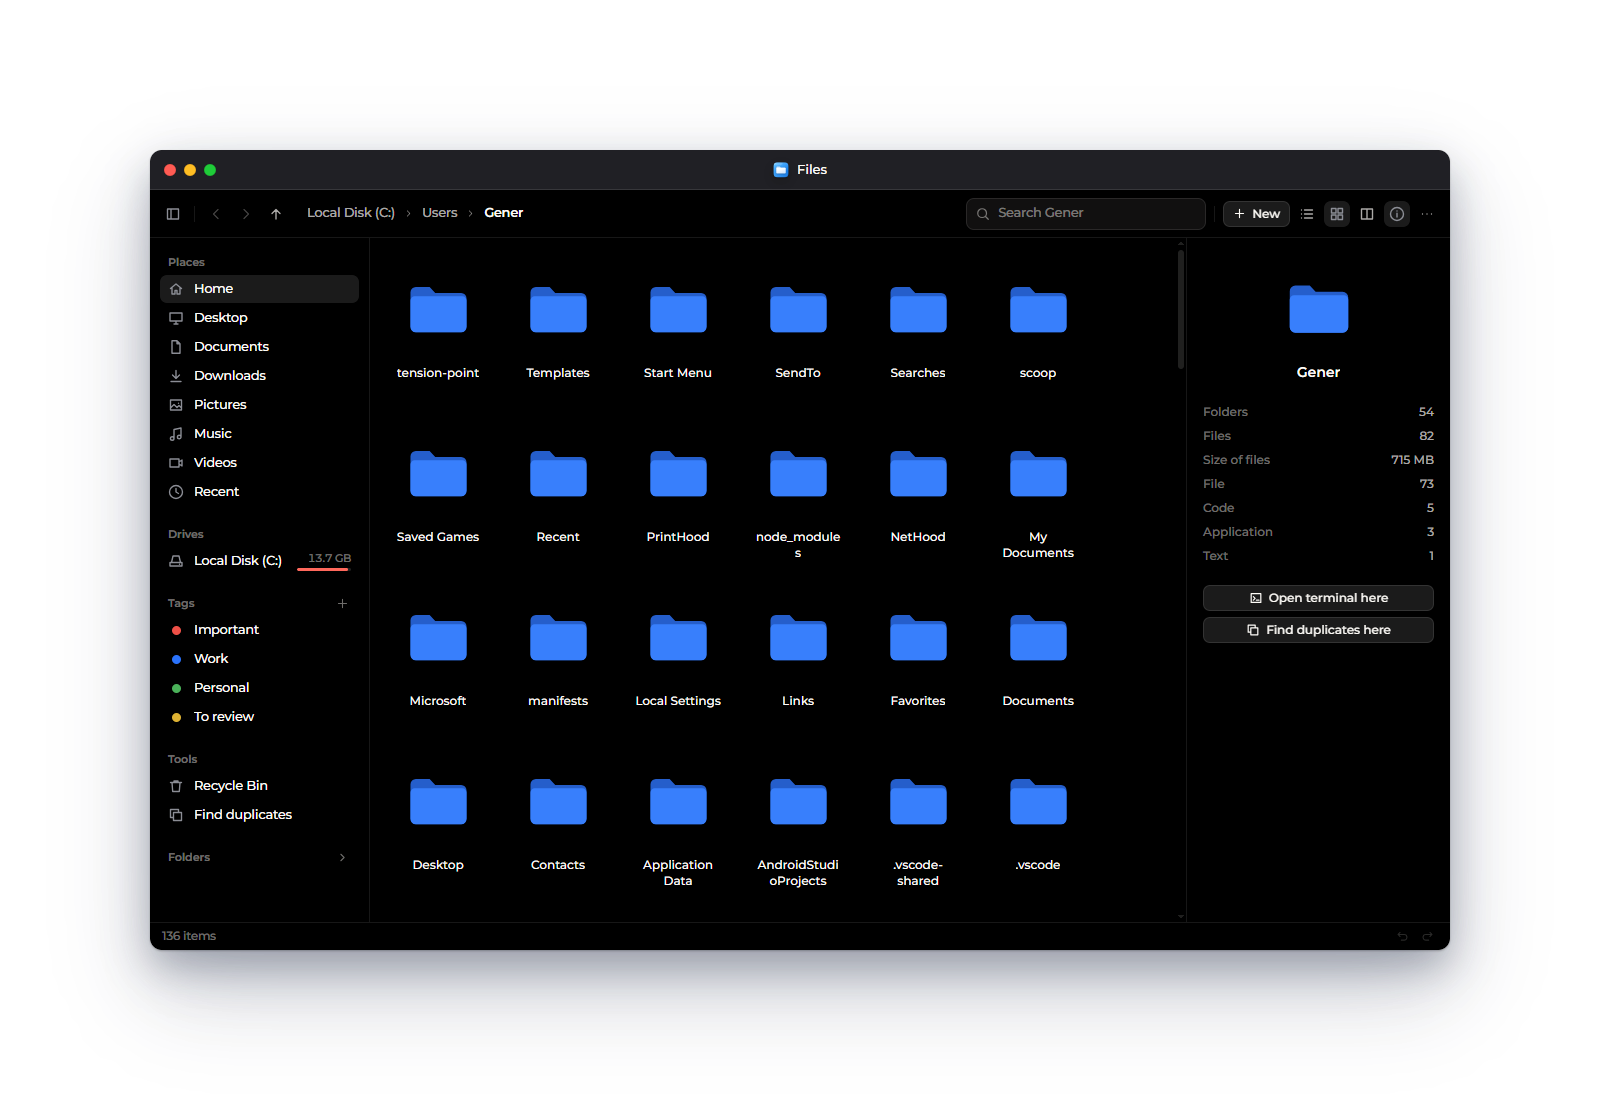 Files
Local Disk (C:) › Users › Gener
Search Gener
+ New
Places
Home
Desktop
Documents
Downloads
Pictures
Music
Videos
Recent
Drives
Local Disk (C:) 13.7 GB
Tags +
Important
Work
Personal
To review
Tools
Recycle Bin
Find duplicates
Folders
tension-point
Templates
Start Menu
SendTo
Searches
scoop
Saved Games
Recent
PrintHood
node_module
s
NetHood
My
Documents
Microsoft
manifests
Local Settings
Links
Favorites
Documents
Desktop
Contacts
Application
Data
AndroidStudi
oProjects
.vscode-
shared
.vscode
Gener
Folders 54
Files 82
Size of files 715 MB
File 73
Code 5
Application 3
Text 1
Open terminal here
Find duplicates here
136 items